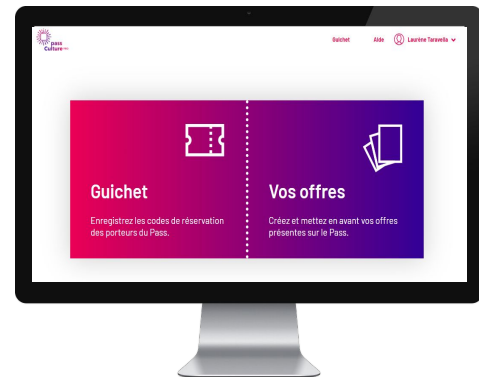 pass
Culture
Guichet
Aide
Laurène Taravella
Guichet
Enregistrez les codes de réservation
des porteurs du Pass.
Vos offres
Créez et mettez en avant vos offres
présentes sur le Pass.